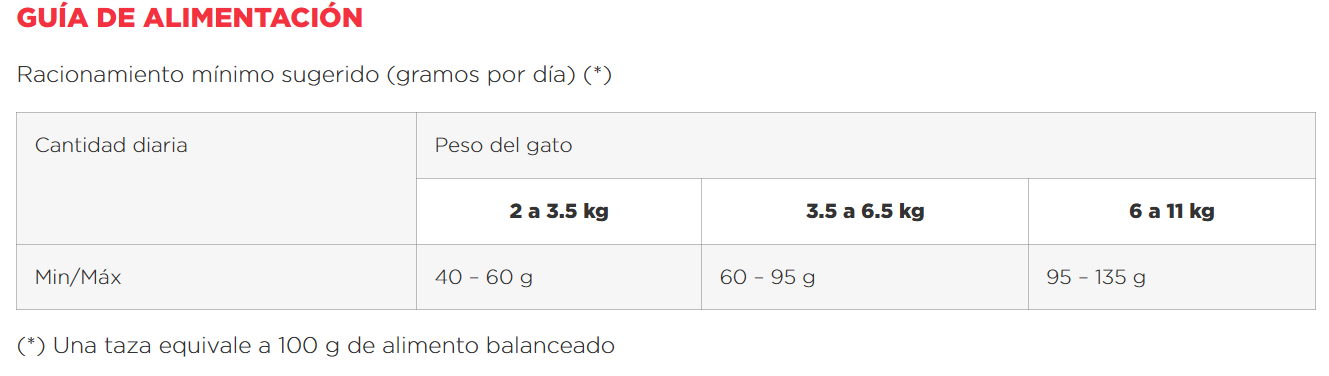 GUÍA DE ALIMENTACIÓN
Racionamiento mínimo sugerido (gramos por día) (*)
Cantidad diaria
Peso del gato
2 a 3.5 kg
3.5 a 6.5 kg
6 a 11 kg
Min/Máx
40 – 60 g
60 – 95 g
95 – 135 g
(*) Una taza equivale a 100 g de alimento balanceado